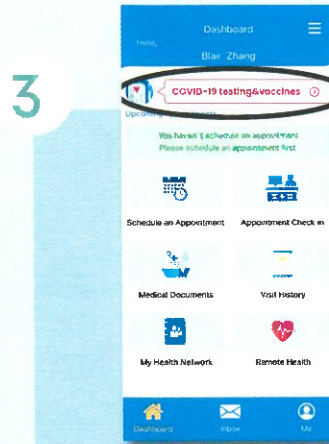 3
Dashboard
Hello,
Blair Zhang
COVID-19 testing&vaccines
Upcoming
You haven't schedule an appointment
Please schedule an appointment first
Schedule an Appointment
Appointment Check in
Medical Documents
Visit History
My Health Network
Remote Health
Dashboard
Inbox
Me